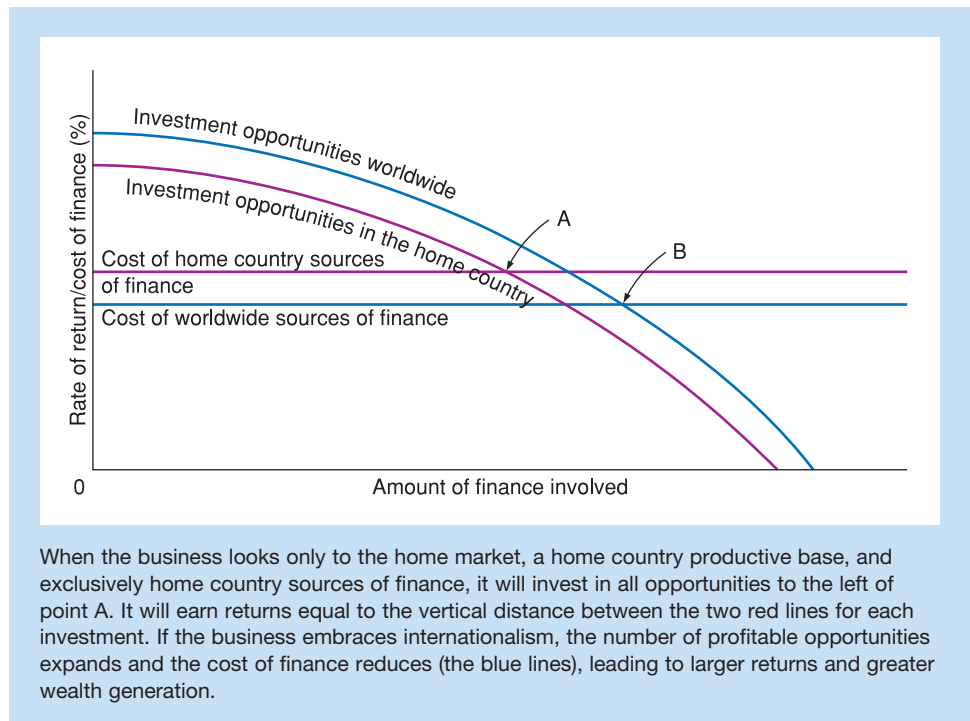 Rate of return/cost of finance (%)
Investment opportunities worldwide
Investment opportunities in the home country
A
B
Cost of home country sources
of finance
Cost of worldwide sources of finance
0
Amount of finance involved
When the business looks only to the home market, a home country productive base, and
exclusively home country sources of finance, it will invest in all opportunities to the left of
point A. It will earn returns equal to the vertical distance between the two red lines for each
investment. If the business embraces internationalism, the number of profitable opportunities
expands and the cost of finance reduces (the blue lines), leading to larger returns and greater
wealth generation.